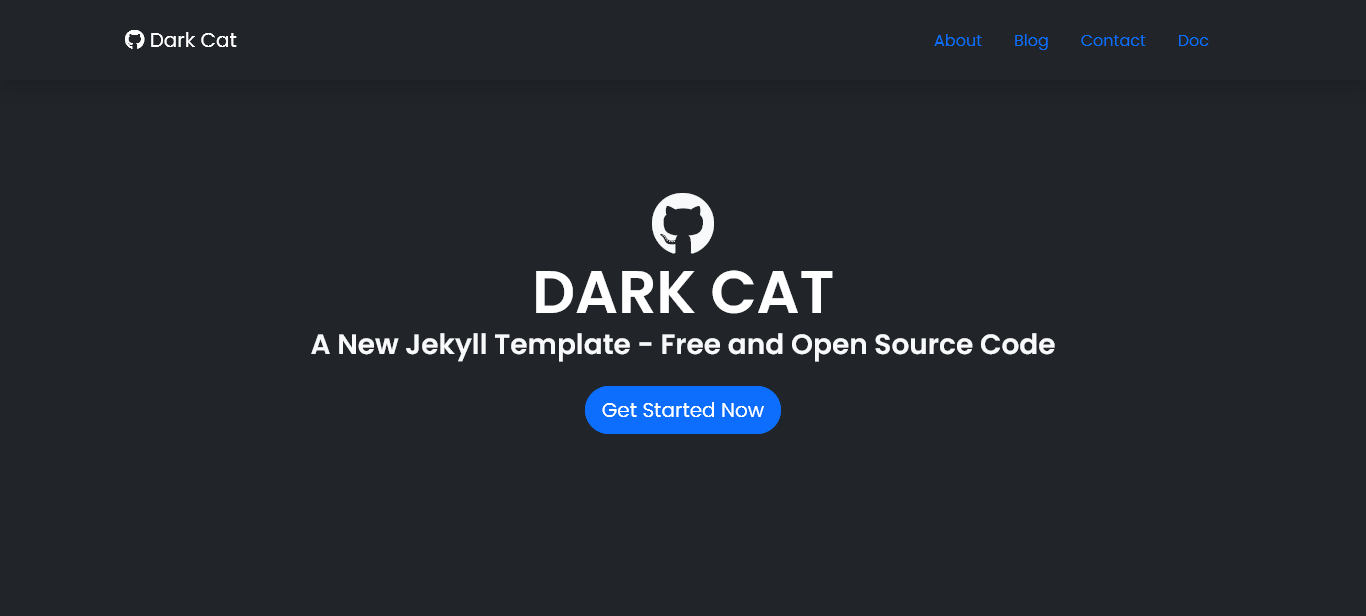 Dark Cat
About Blog Contact Doc
DARK CAT
A New Jekyll Template - Free and Open Source Code
Get Started Now